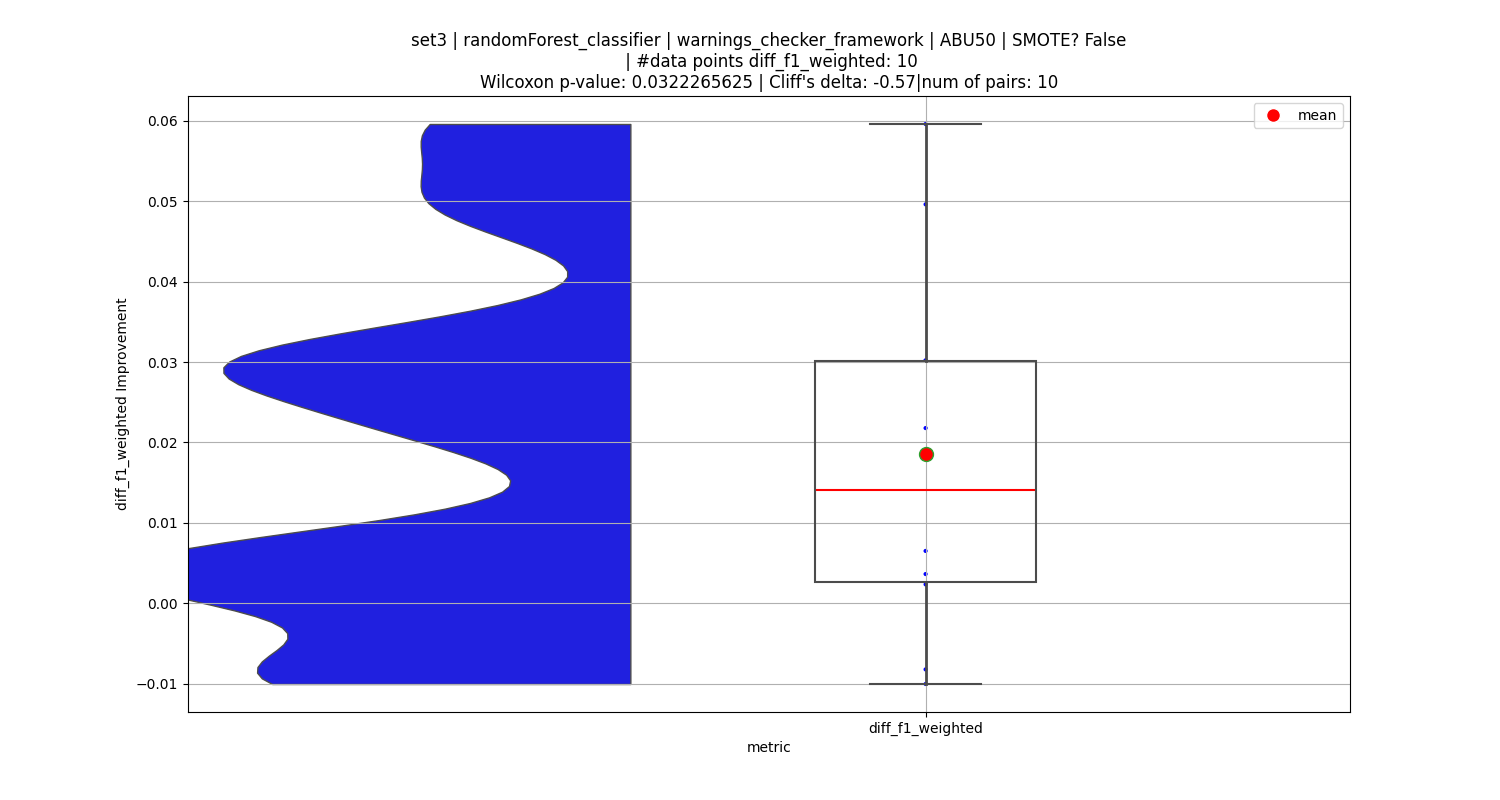 set3 | randomForest_classifier | warnings_checker_framework | ABU50 | SMOTE? False
| #data points diff_f1_weighted: 10
Wilcoxon p-value: 0.0322265625 | Cliff's delta: -0.57|num of pairs: 10
mean
0.06
0.05
0.04
0.03
0.02
0.01
0.00
−0.01
diff_f1_weighted Improvement
diff_f1_weighted
metric